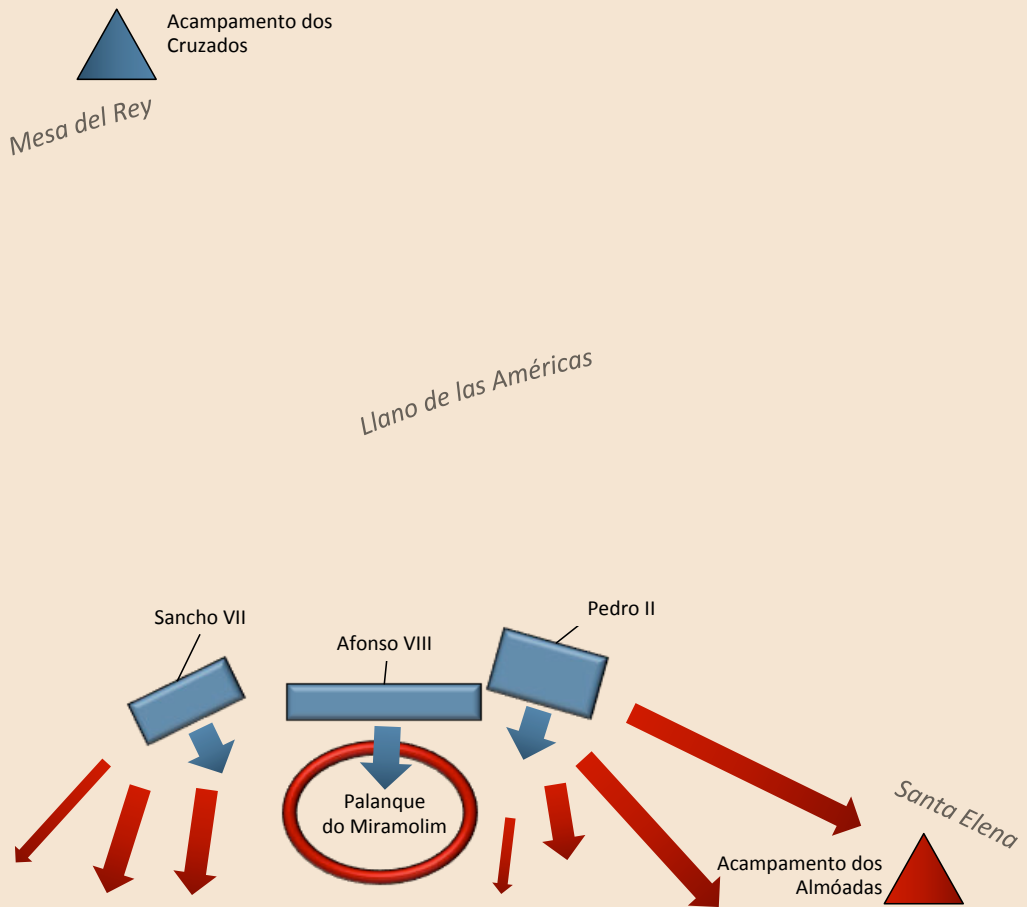 Acampamento dos
Cruzados
Mesa del Rey
Llano de las Américas
Sancho VII
Afonso VIII
Pedro II
Palanque
do Miramolim
Santa Elena
Acampamento dos
Almóadas